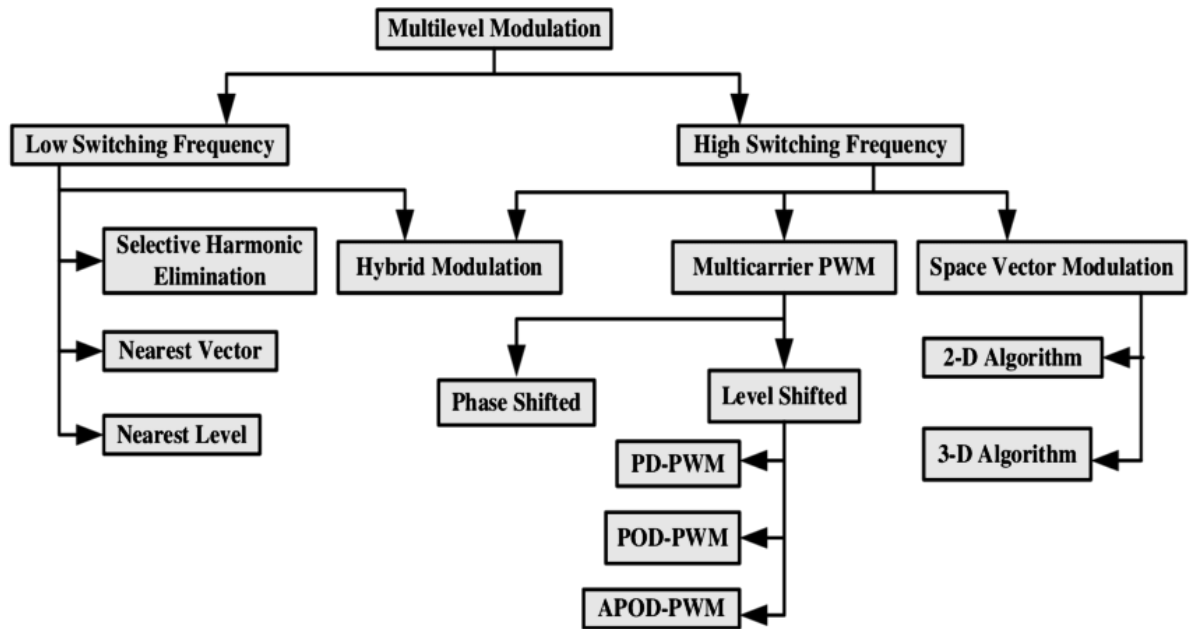 Multilevel Modulation
Low Switching Frequency
High Switching Frequency
Selective Harmonic
Elimination
Hybrid Modulation
Multicarrier PWM
Space Vector Modulation
Nearest Vector
2-D Algorithm
Phase Shifted
Level Shifted
Nearest Level
PD-PWM
3-D Algorithm
POD-PWM
APOD-PWM